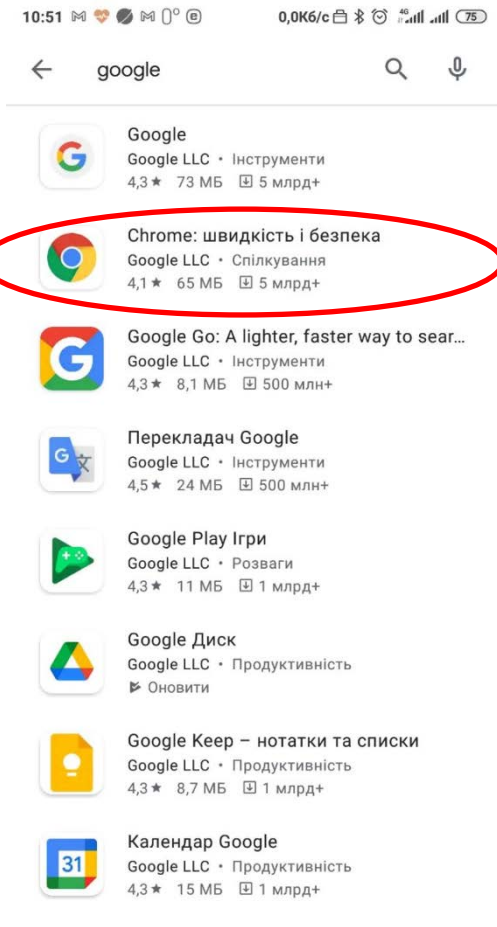 10:51 0,0Кб/с 4G 75
google
Google
Google LLC • Інструменти
4,3★ 73 МБ 5 млрд+
Chrome: швидкість і безпека
Google LLC • Спілкування
4,1★ 65 МБ 5 млрд+
Google Go: A lighter, faster way to sear...
Google LLC • Інструменти
4,3★ 8,1 МБ 500 млн+
Перекладач Google
Google LLC • Інструменти
4,5★ 24 МБ 500 млн+
Google Play Ігри
Google LLC • Розваги
4,3★ 11 МБ 1 млрд+
Google Диск
Google LLC • Продуктивність
Оновити
Google Keep – нотатки та списки
Google LLC • Продуктивність
4,3★ 8,7 МБ 1 млрд+
31
Календар Google
Google LLC • Продуктивність
4,3★ 15 МБ 1 млрд+